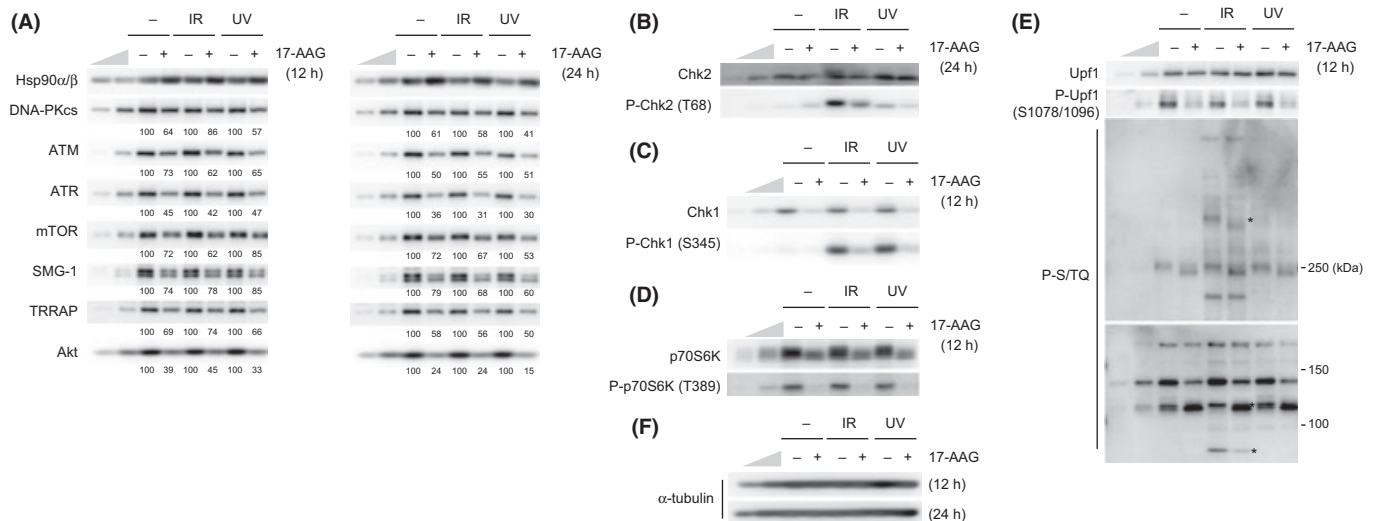 (A)
– IR UV
– + – + – + 17-AAG
(12 h)
Hsp90α/β
DNA-PKcs
100 64 100 86 100 57
ATM
100 73 100 62 100 65
ATR
100 45 100 42 100 47
mTOR
100 72 100 62 100 85
SMG-1
100 74 100 78 100 85
TRRAP
100 69 100 74 100 66
Akt
100 39 100 45 100 33
– IR UV
– + – + – + 17-AAG
(24 h)
100 61 100 58 100 41
100 50 100 55 100 51
100 36 100 31 100 30
100 72 100 67 100 53
100 79 100 68 100 60
100 58 100 56 100 50
100 24 100 24 100 15
(B)
– IR UV
– + – + – + 17-AAG
(24 h)
Chk2
P-Chk2 (T68)
(C)
– IR UV
– + – + – + 17-AAG
(12 h)
Chk1
P-Chk1 (S345)
(D)
– IR UV
– + – + – + 17-AAG
(12 h)
p70S6K
P-p70S6K (T389)
(F)
– IR UV
– + – + – + 17-AAG
α-tubulin
(12 h)
(24 h)
(E)
– IR UV
– + – + – + 17-AAG
(12 h)
Upf1
P-Upf1
(S1078/1096)
P-S/TQ
*
- 250 (kDa)
- 150
*
- 100
*